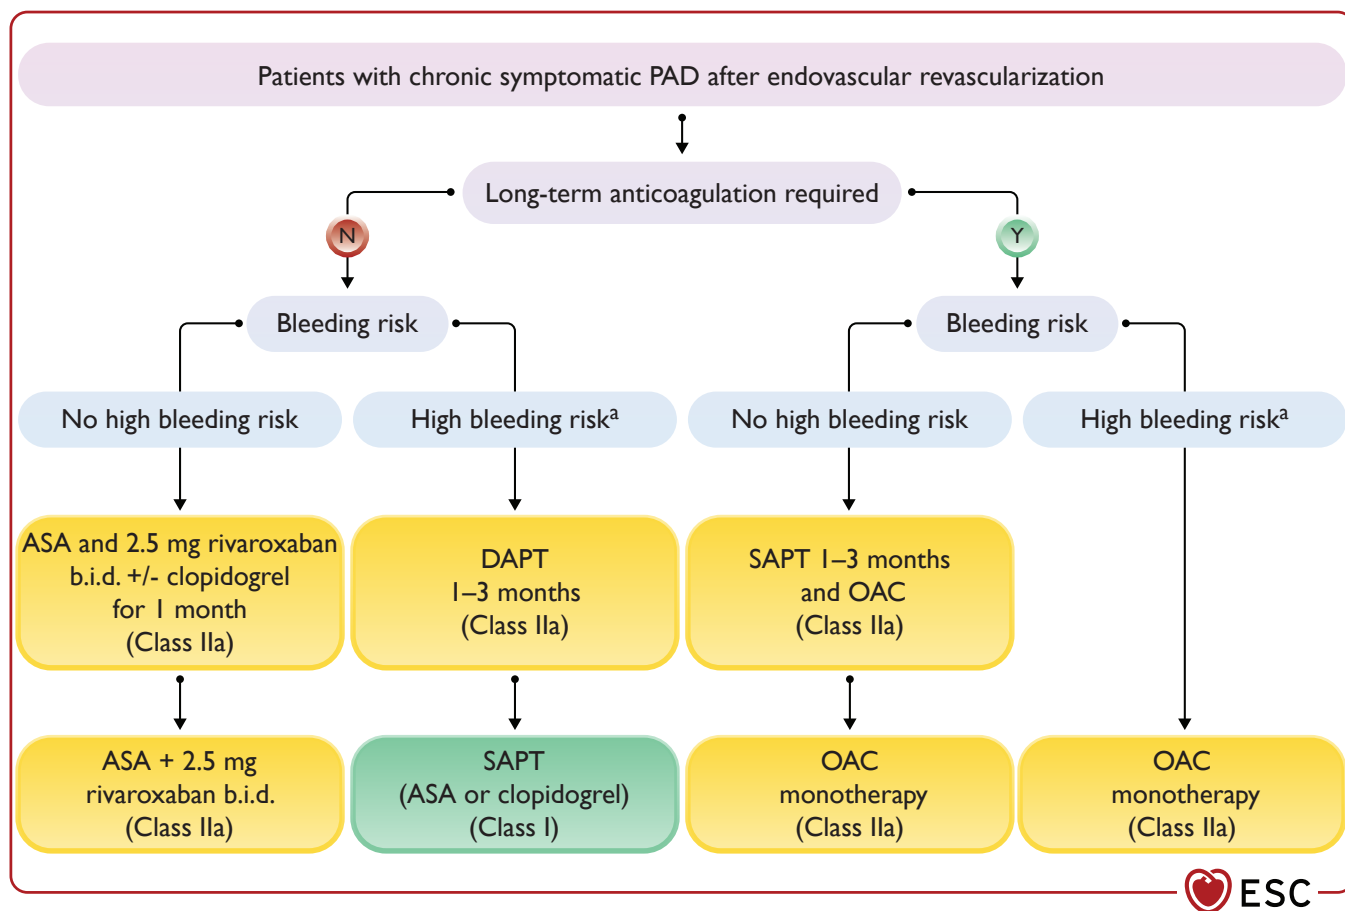 Patients with chronic symptomatic PAD after endovascular revascularization
Long-term anticoagulation required
N
Y
Bleeding risk
Bleeding risk
No high bleeding risk
High bleeding riskᵃ
No high bleeding risk
High bleeding riskᵃ
ASA and 2.5 mg rivaroxaban
b.i.d. +/- clopidogrel
for 1 month
(Class IIa)
DAPT
1–3 months
(Class IIa)
SAPT 1–3 months
and OAC
(Class IIa)
ASA + 2.5 mg
rivaroxaban b.i.d.
(Class IIa)
SAPT
(ASA or clopidogrel)
(Class I)
OAC
monotherapy
(Class IIa)
OAC
monotherapy
(Class IIa)
ESC